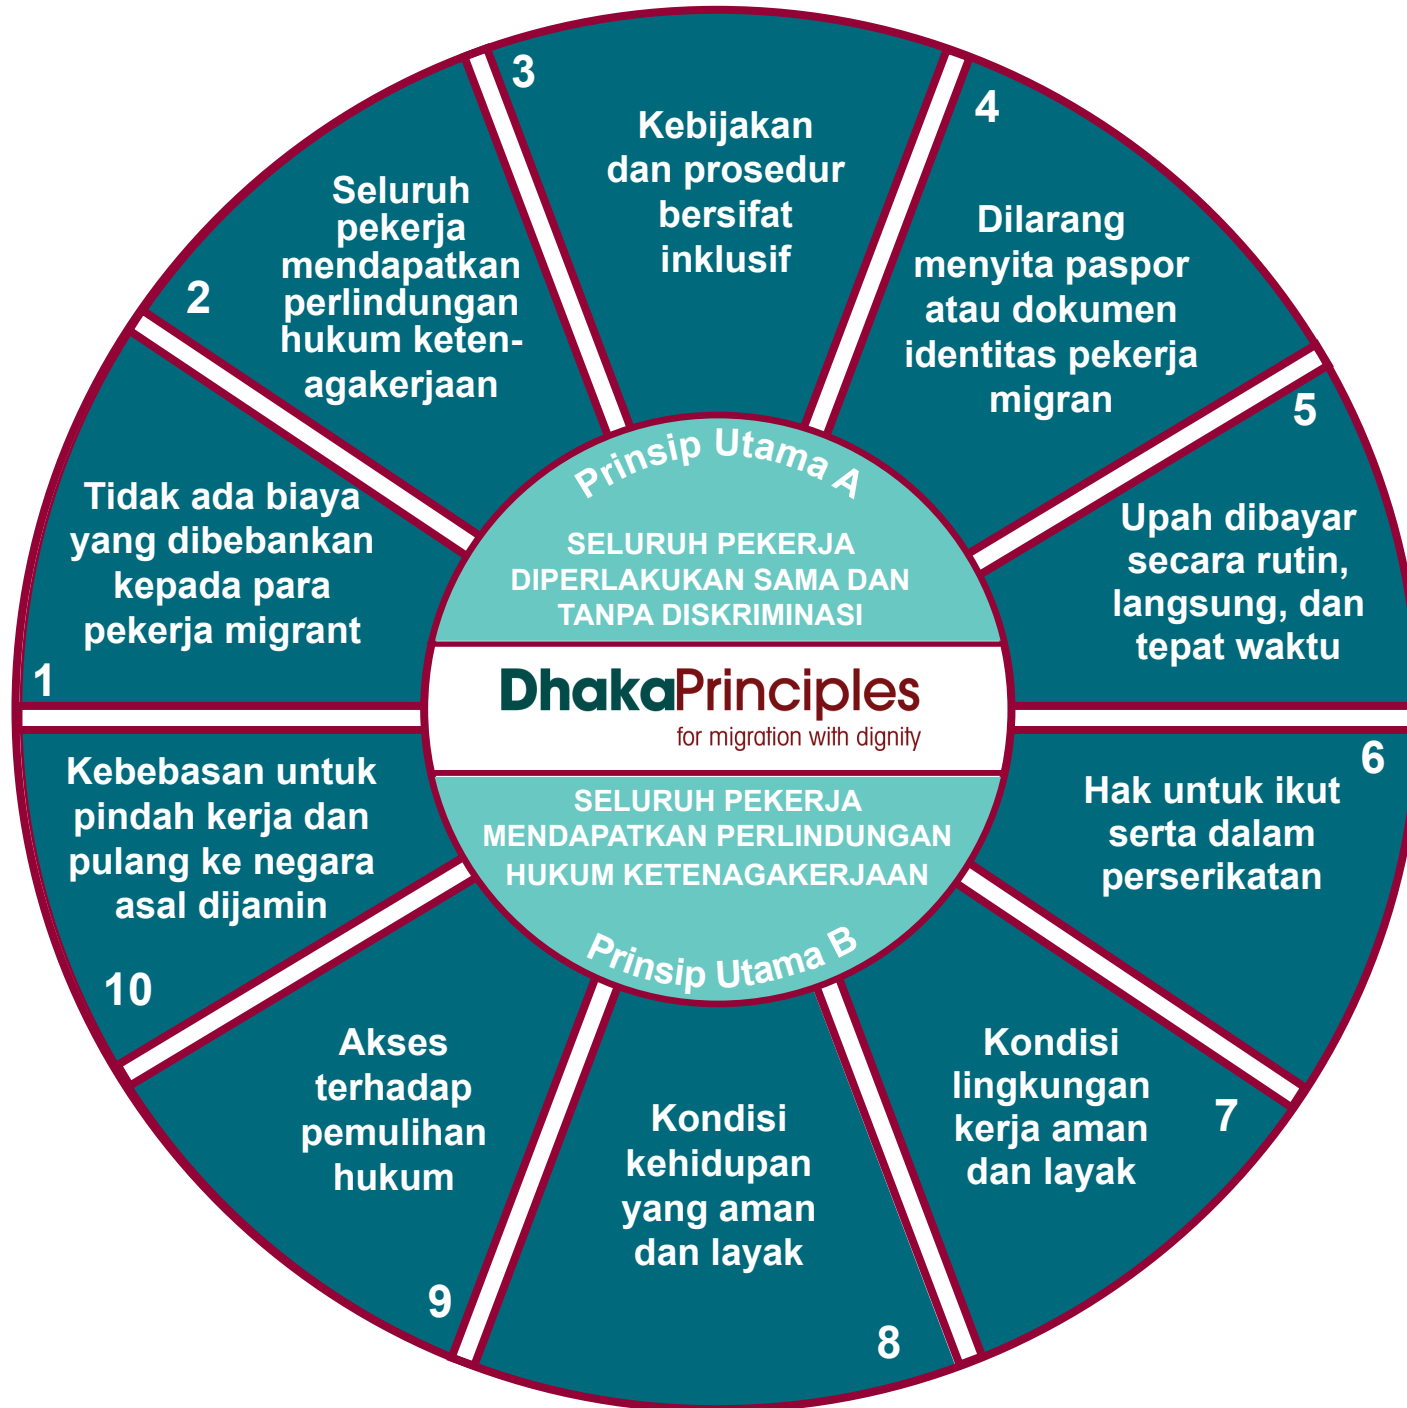 1
Tidak ada biaya
yang dibebankan
kepada para
pekerja migrant
2
Seluruh
pekerja
mendapatkan
perlindungan
hukum keten-
agakerjaan
3
Kebijakan
dan prosedur
bersifat
inklusif
4
Dilarang
menyita paspor
atau dokumen
identitas pekerja
migran
5
Upah dibayar
secara rutin,
langsung, dan
tepat waktu
6
Hak untuk ikut
serta dalam
perserikatan
7
Kondisi
lingkungan
kerja aman
dan layak
8
Kondisi
kehidupan
yang aman
dan layak
9
Akses
terhadap
pemulihan
hukum
10
Kebebasan untuk
pindah kerja dan
pulang ke negara
asal dijamin
Prinsip Utama A
SELURUH PEKERJA
DIPERLAKUKAN SAMA DAN
TANPA DISKRIMINASI
DhakaPrinciples
for migration with dignity
SELURUH PEKERJA
MENDAPATKAN PERLINDUNGAN
HUKUM KETENAGAKERJAAN
Prinsip Utama B